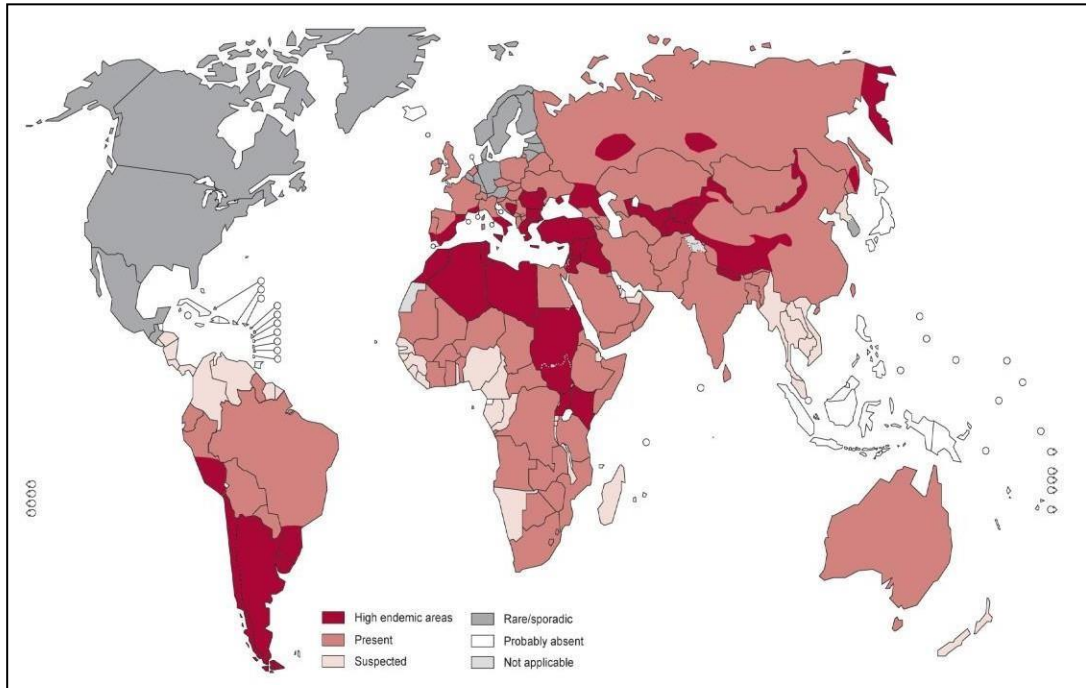 High endemic areas
Present
Suspected
Rare/sporadic
Probably absent
Not applicable